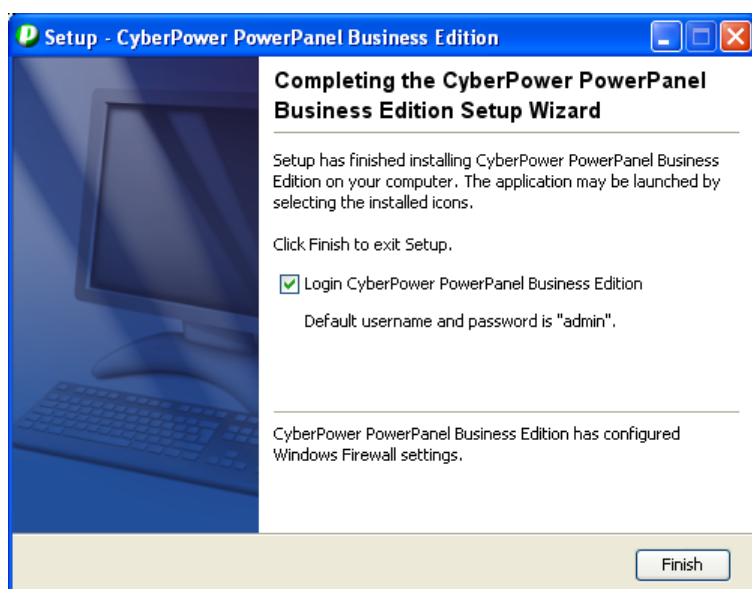 Setup - CyberPower PowerPanel Business Edition
Completing the CyberPower PowerPanel
Business Edition Setup Wizard
Setup has finished installing CyberPower PowerPanel Business
Edition on your computer. The application may be launched by
selecting the installed icons.
Click Finish to exit Setup.
Login CyberPower PowerPanel Business Edition
Default username and password is "admin".
CyberPower PowerPanel Business Edition has configured
Windows Firewall settings.
Finish